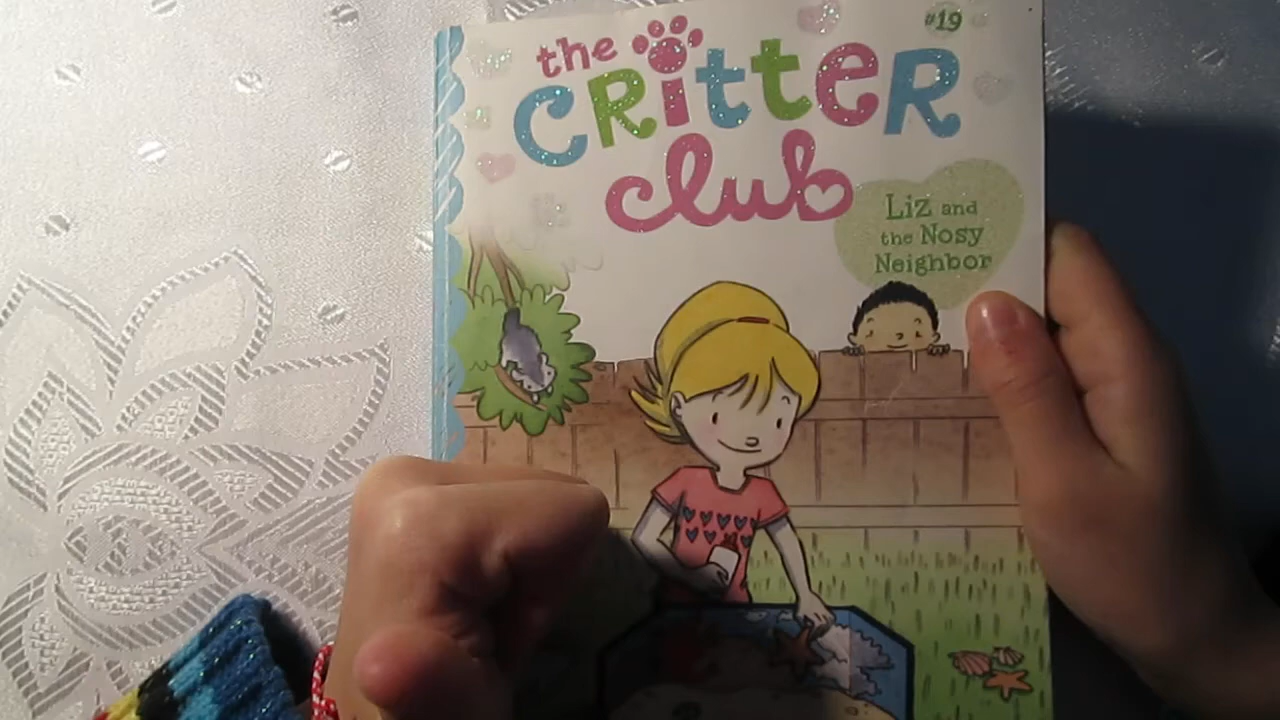 #19
the
CRitteR
club
Liz and
the Nosy
Neighbor